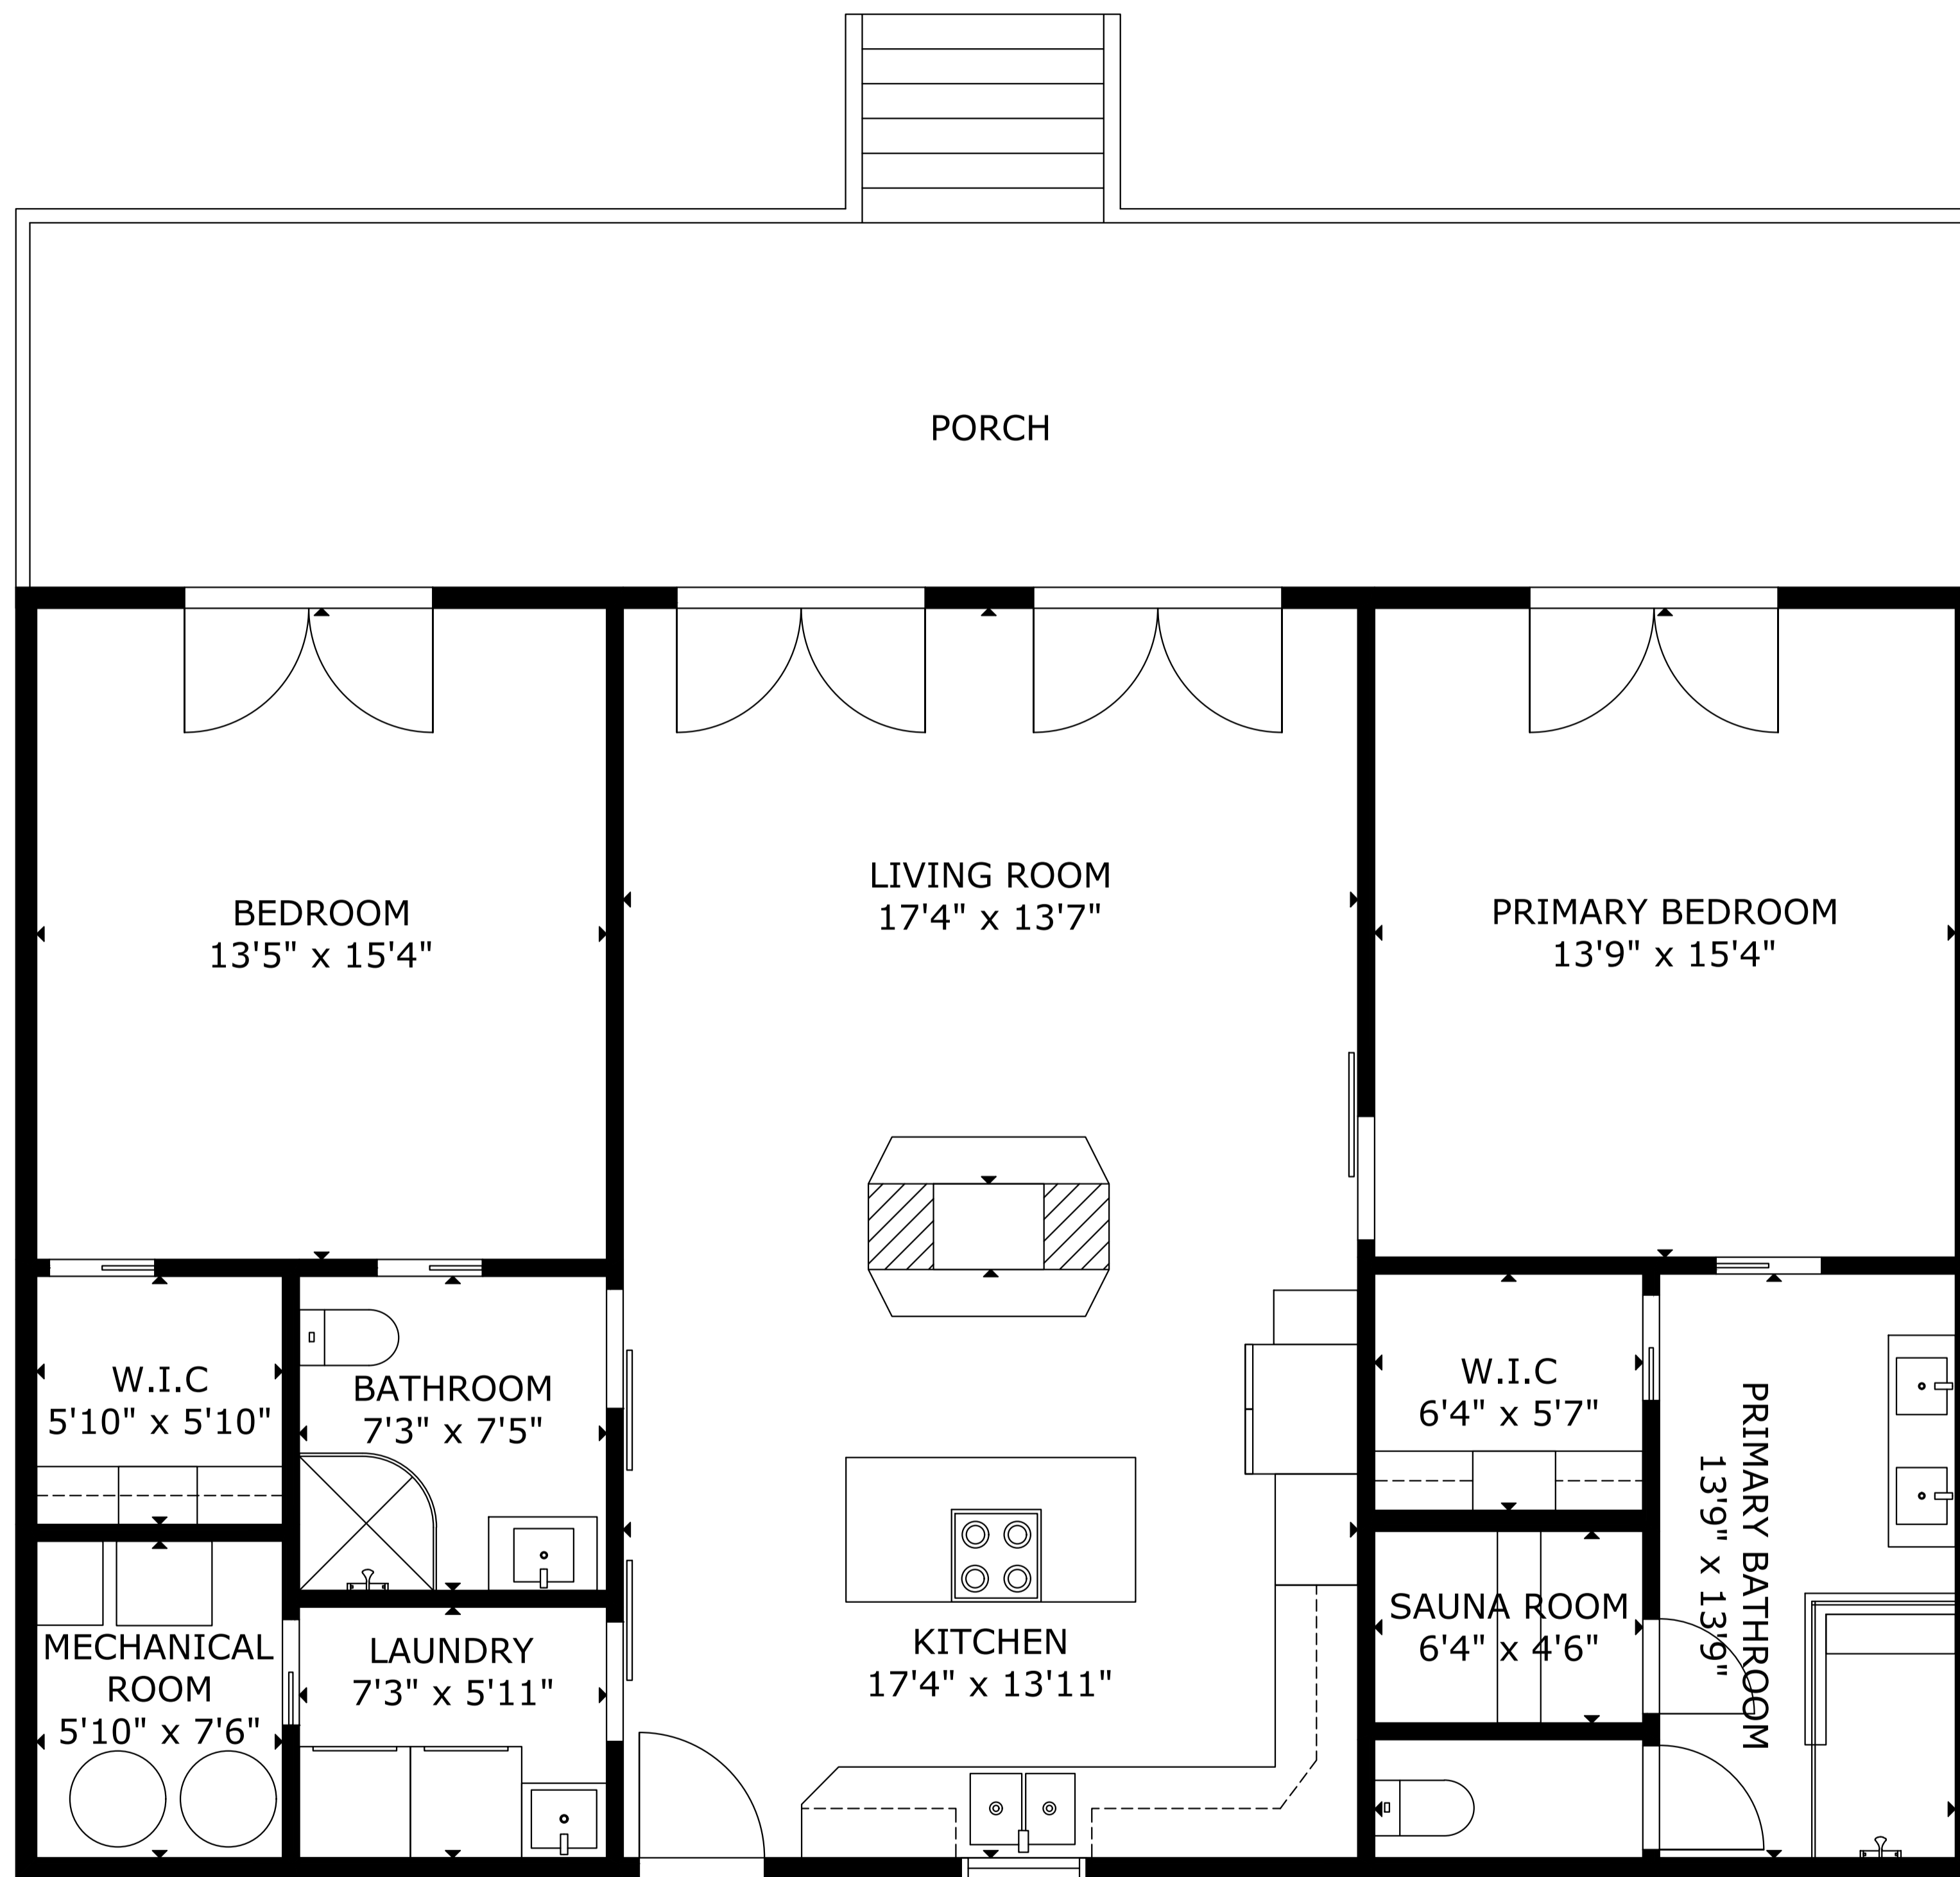 PORCH
BEDROOM
13'5" x 15'4"
LIVING ROOM
17'4" x 13'7"
PRIMARY BEDROOM
13'9" x 15'4"
W.I.C
5'10" x 5'10"
BATHROOM
7'3" x 7'5"
W.I.C
6'4" x 5'7"
PRIMARY BATHROOM
13'9" x 13'9"
MECHANICAL
ROOM
5'10" x 7'6"
LAUNDRY
7'3" x 5'11"
KITCHEN
17'4" x 13'11"
SAUNA ROOM
6'4" x 4'6"